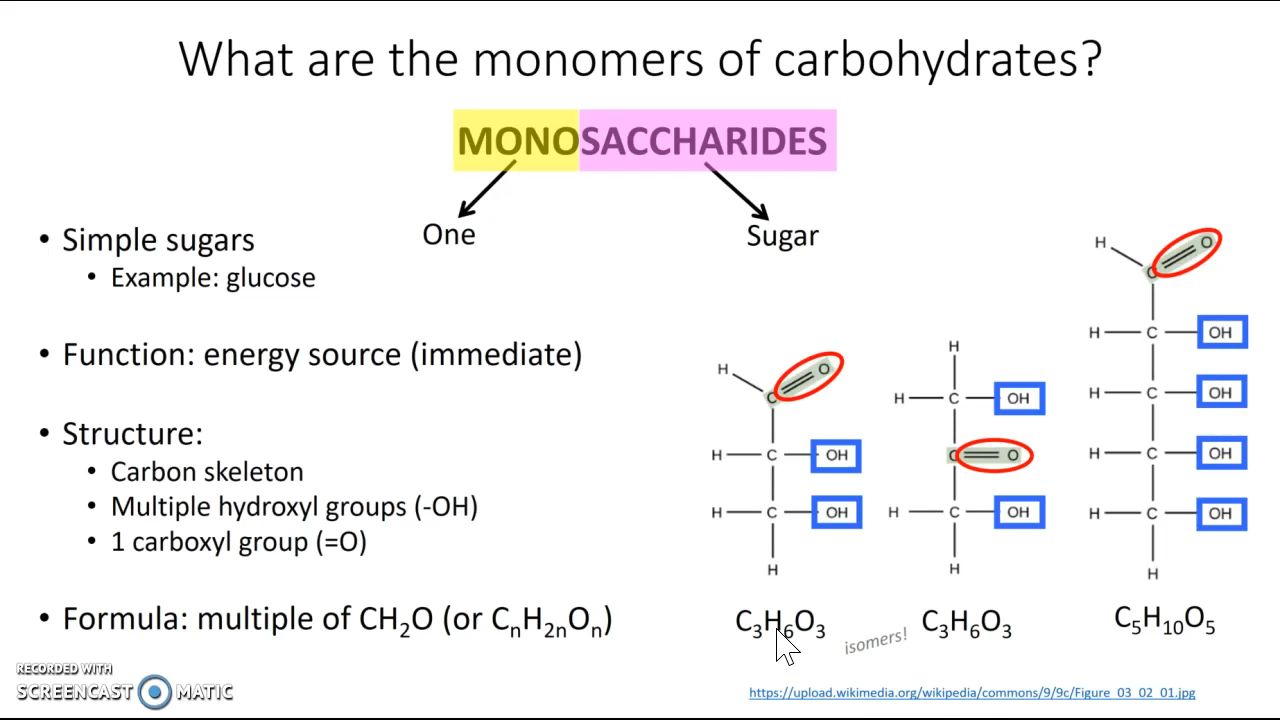 What are the monomers of carbohydrates?
MONOSACCHARIDES
One
Sugar
• Simple sugars
• Example: glucose
• Function: energy source (immediate)
• Structure:
• Carbon skeleton
• Multiple hydroxyl groups (-OH)
• 1 carboxyl group (=O)
• Formula: multiple of CH₂O (or CₙH₂ₙOₙ)
H
C
O
H
C
OH
H
C
OH
H
C₃H₆O₃
isomers!
H
H
C
OH
C
O
H
C
OH
H
C₃H₆O₃
H
C
O
H
C
OH
H
C
OH
H
C
OH
H
C
OH
H
C₅H₁₀O₅
RECORDED WITH
SCREENCAST MATIC
https://upload.wikimedia.org/wikipedia/commons/9/9c/Figure_03_02_01.jpg